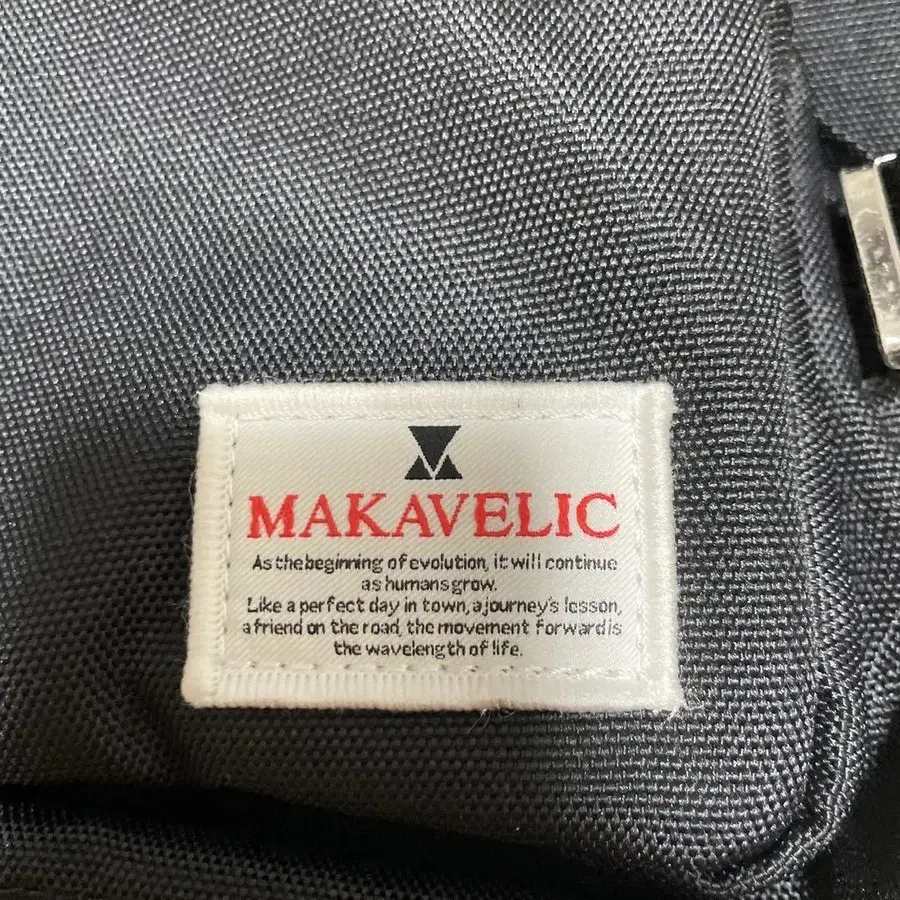 MAKAVELIC
As the beginning of evolution, it will continue
as humans grow.
Like a perfect day in town, a journey's lesson,
a friend on the road, the movement forward is
the wavelength of life.